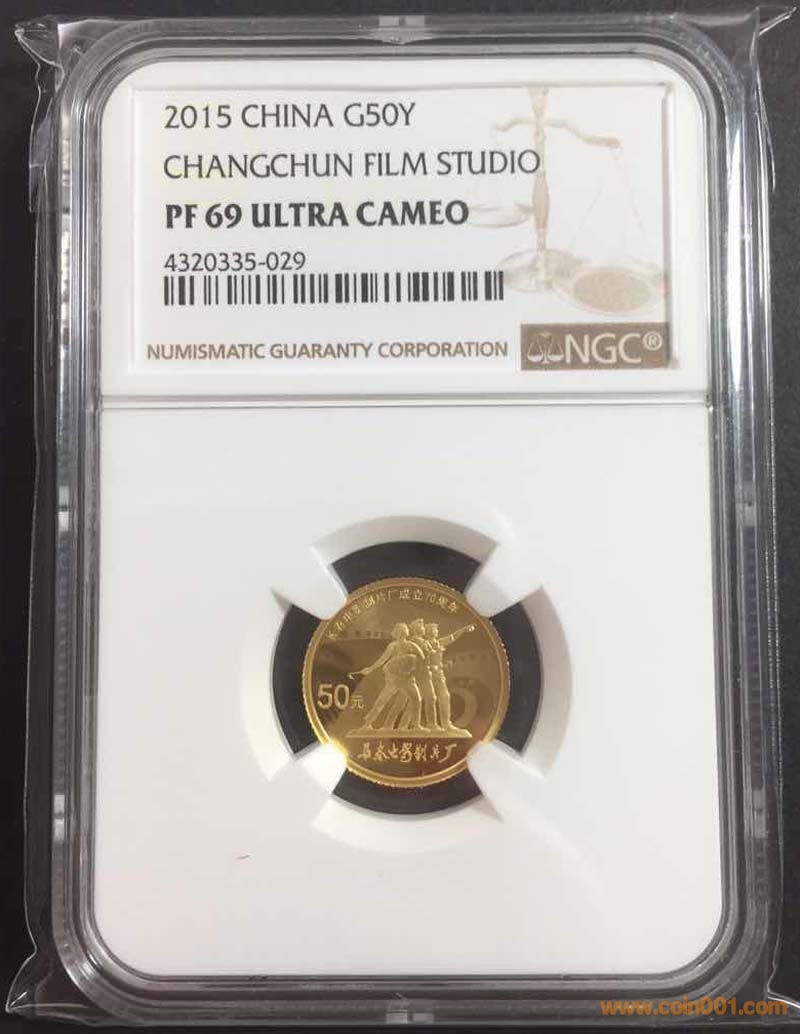 2015 CHINA G50Y
CHANGCHUN FILM STUDIO
PF 69 ULTRA CAMEO
4320335-029
NUMISMATIC GUARANTY CORPORATION
NGC®
长春电影制片厂成立70周年
50元
长春电影制片厂
www.coin001.com